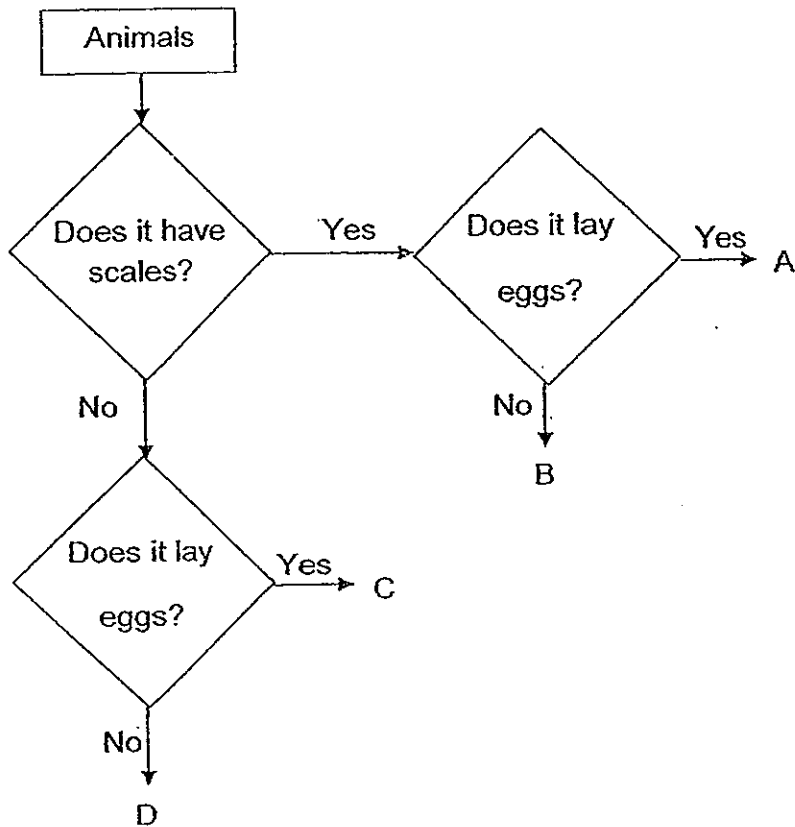 Animals
Does it have
scales?
Yes
Does it lay
eggs?
Yes
A
No
B
No
Does it lay
eggs?
Yes
C
No
D